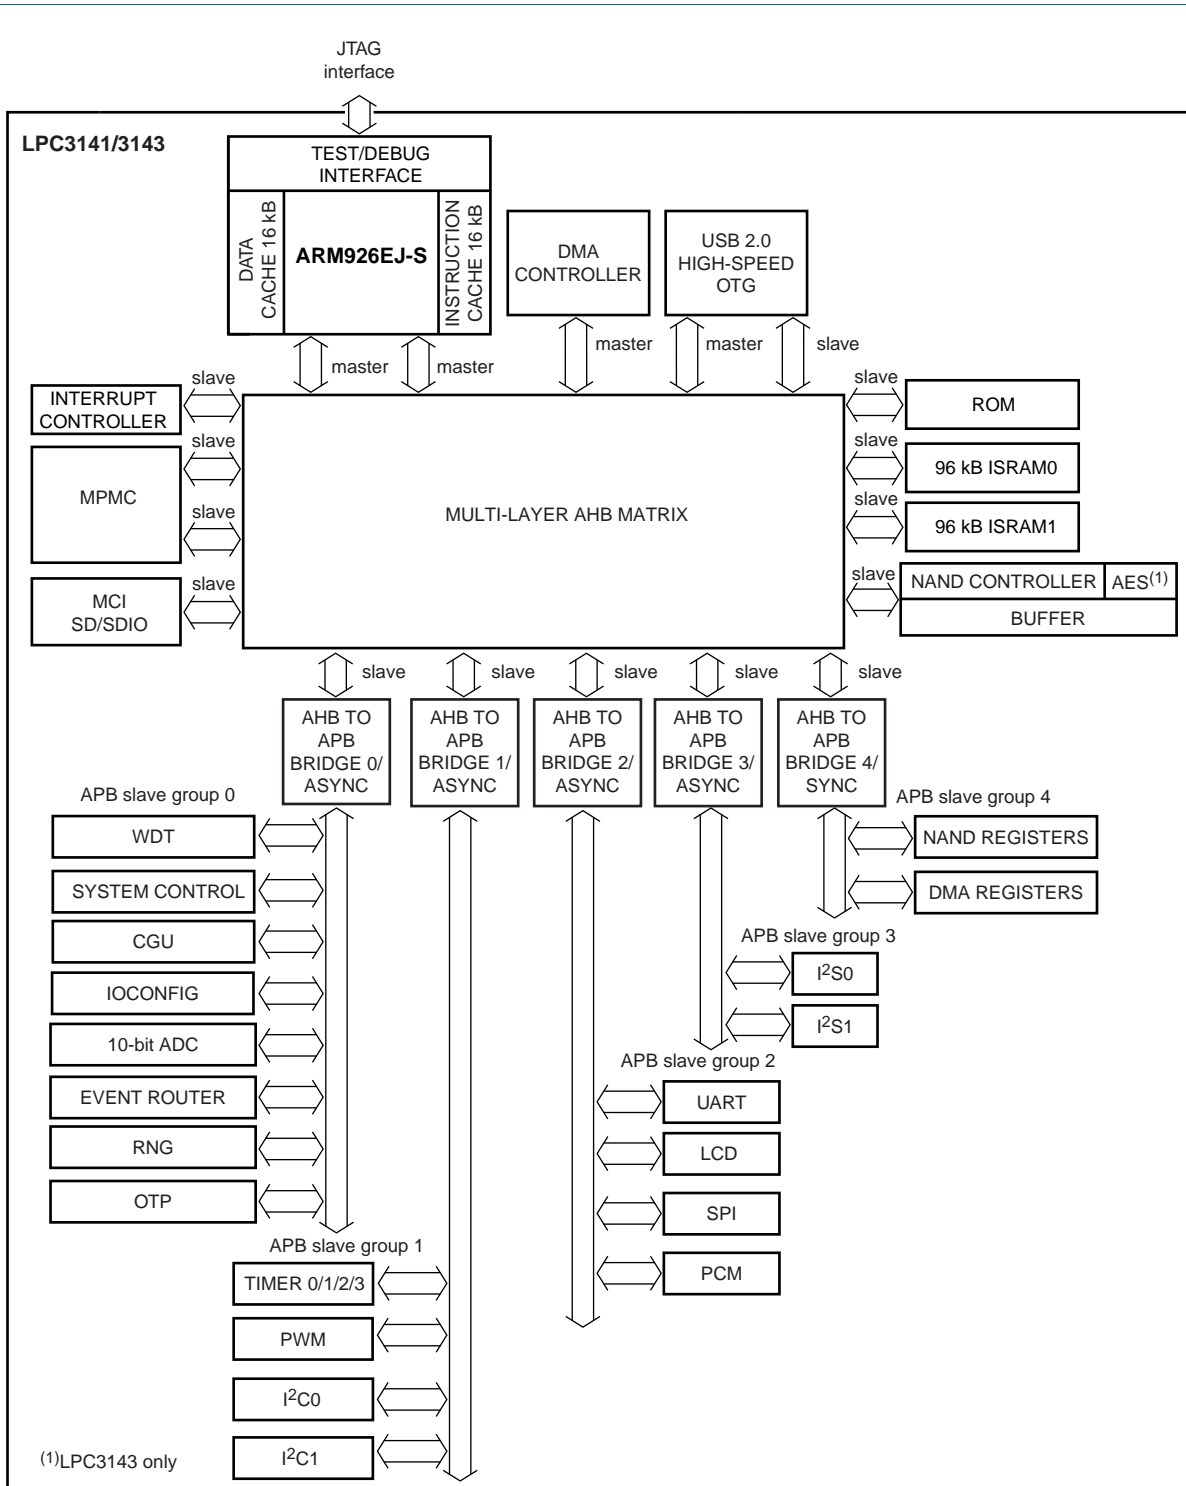 JTAG
interface
LPC3141/3143
TEST/DEBUG
INTERFACE
DATA
CACHE 16 kB
ARM926EJ-S
INSTRUCTION
CACHE 16 kB
DMA
CONTROLLER
USB 2.0
HIGH-SPEED
OTG
master
master
master
master
slave
INTERRUPT
CONTROLLER
slave
slave
ROM
MPMC
slave
slave
MULTI-LAYER AHB MATRIX
slave
96 kB ISRAM0
slave
96 kB ISRAM1
MCI
SD/SDIO
slave
slave
NAND CONTROLLER
AES(1)
BUFFER
slave
slave
slave
slave
slave
AHB TO
APB
BRIDGE 0/
ASYNC
AHB TO
APB
BRIDGE 1/
ASYNC
AHB TO
APB
BRIDGE 2/
ASYNC
AHB TO
APB
BRIDGE 3/
ASYNC
AHB TO
APB
BRIDGE 4/
SYNC
APB slave group 0
WDT
SYSTEM CONTROL
CGU
IOCONFIG
10-bit ADC
EVENT ROUTER
RNG
OTP
APB slave group 4
NAND REGISTERS
DMA REGISTERS
APB slave group 3
I2S0
I2S1
APB slave group 2
UART
LCD
SPI
PCM
APB slave group 1
TIMER 0/1/2/3
PWM
I2C0
I2C1
(1)LPC3143 only